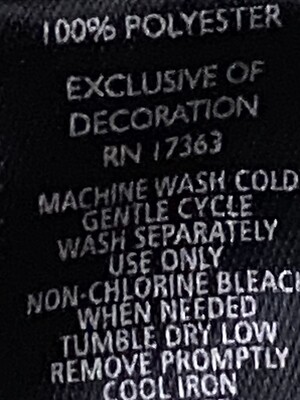 100% POLYESTER
EXCLUSIVE OF
DECORATION
RN 17363
MACHINE WASH COLD
GENTLE CYCLE
WASH SEPARATELY
USE ONLY
NON-CHLORINE BLEACH
WHEN NEEDED
TUMBLE DRY LOW
REMOVE PROMPTLY
COOL IRON